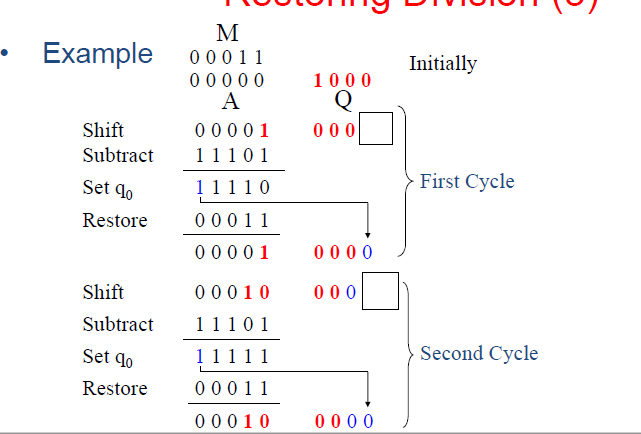 Restoring Division (3)
• Example
M
0 0 0 1 1
Initially
0 0 0 0 0 1 0 0 0
A Q
Shift 0 0 0 0 1 0 0 0
Subtract 1 1 1 0 1
Set q0 1 1 1 1 0 First Cycle
Restore 0 0 0 1 1
0 0 0 0 1 0 0 0 0
Shift 0 0 0 1 0 0 0 0
Subtract 1 1 1 0 1
Set q0 1 1 1 1 1 Second Cycle
Restore 0 0 0 1 1
0 0 0 1 0 0 0 0 0